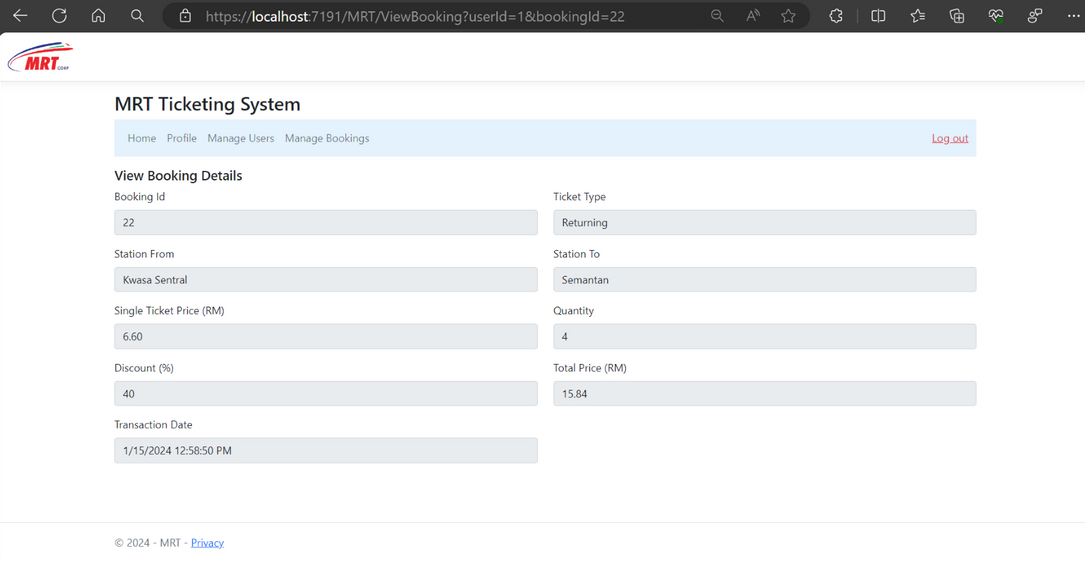 https://localhost:7191/MRT/ViewBooking?userId=1&bookingId=22
MRT CORP
MRT Ticketing System
Home Profile Manage Users Manage Bookings Log out
View Booking Details
Booking Id Ticket Type
22 Returning
Station From Station To
Kwasa Sentral Semantan
Single Ticket Price (RM) Quantity
6.60 4
Discount (%) Total Price (RM)
40 15.84
Transaction Date
1/15/2024 12:58:50 PM
© 2024 - MRT - Privacy